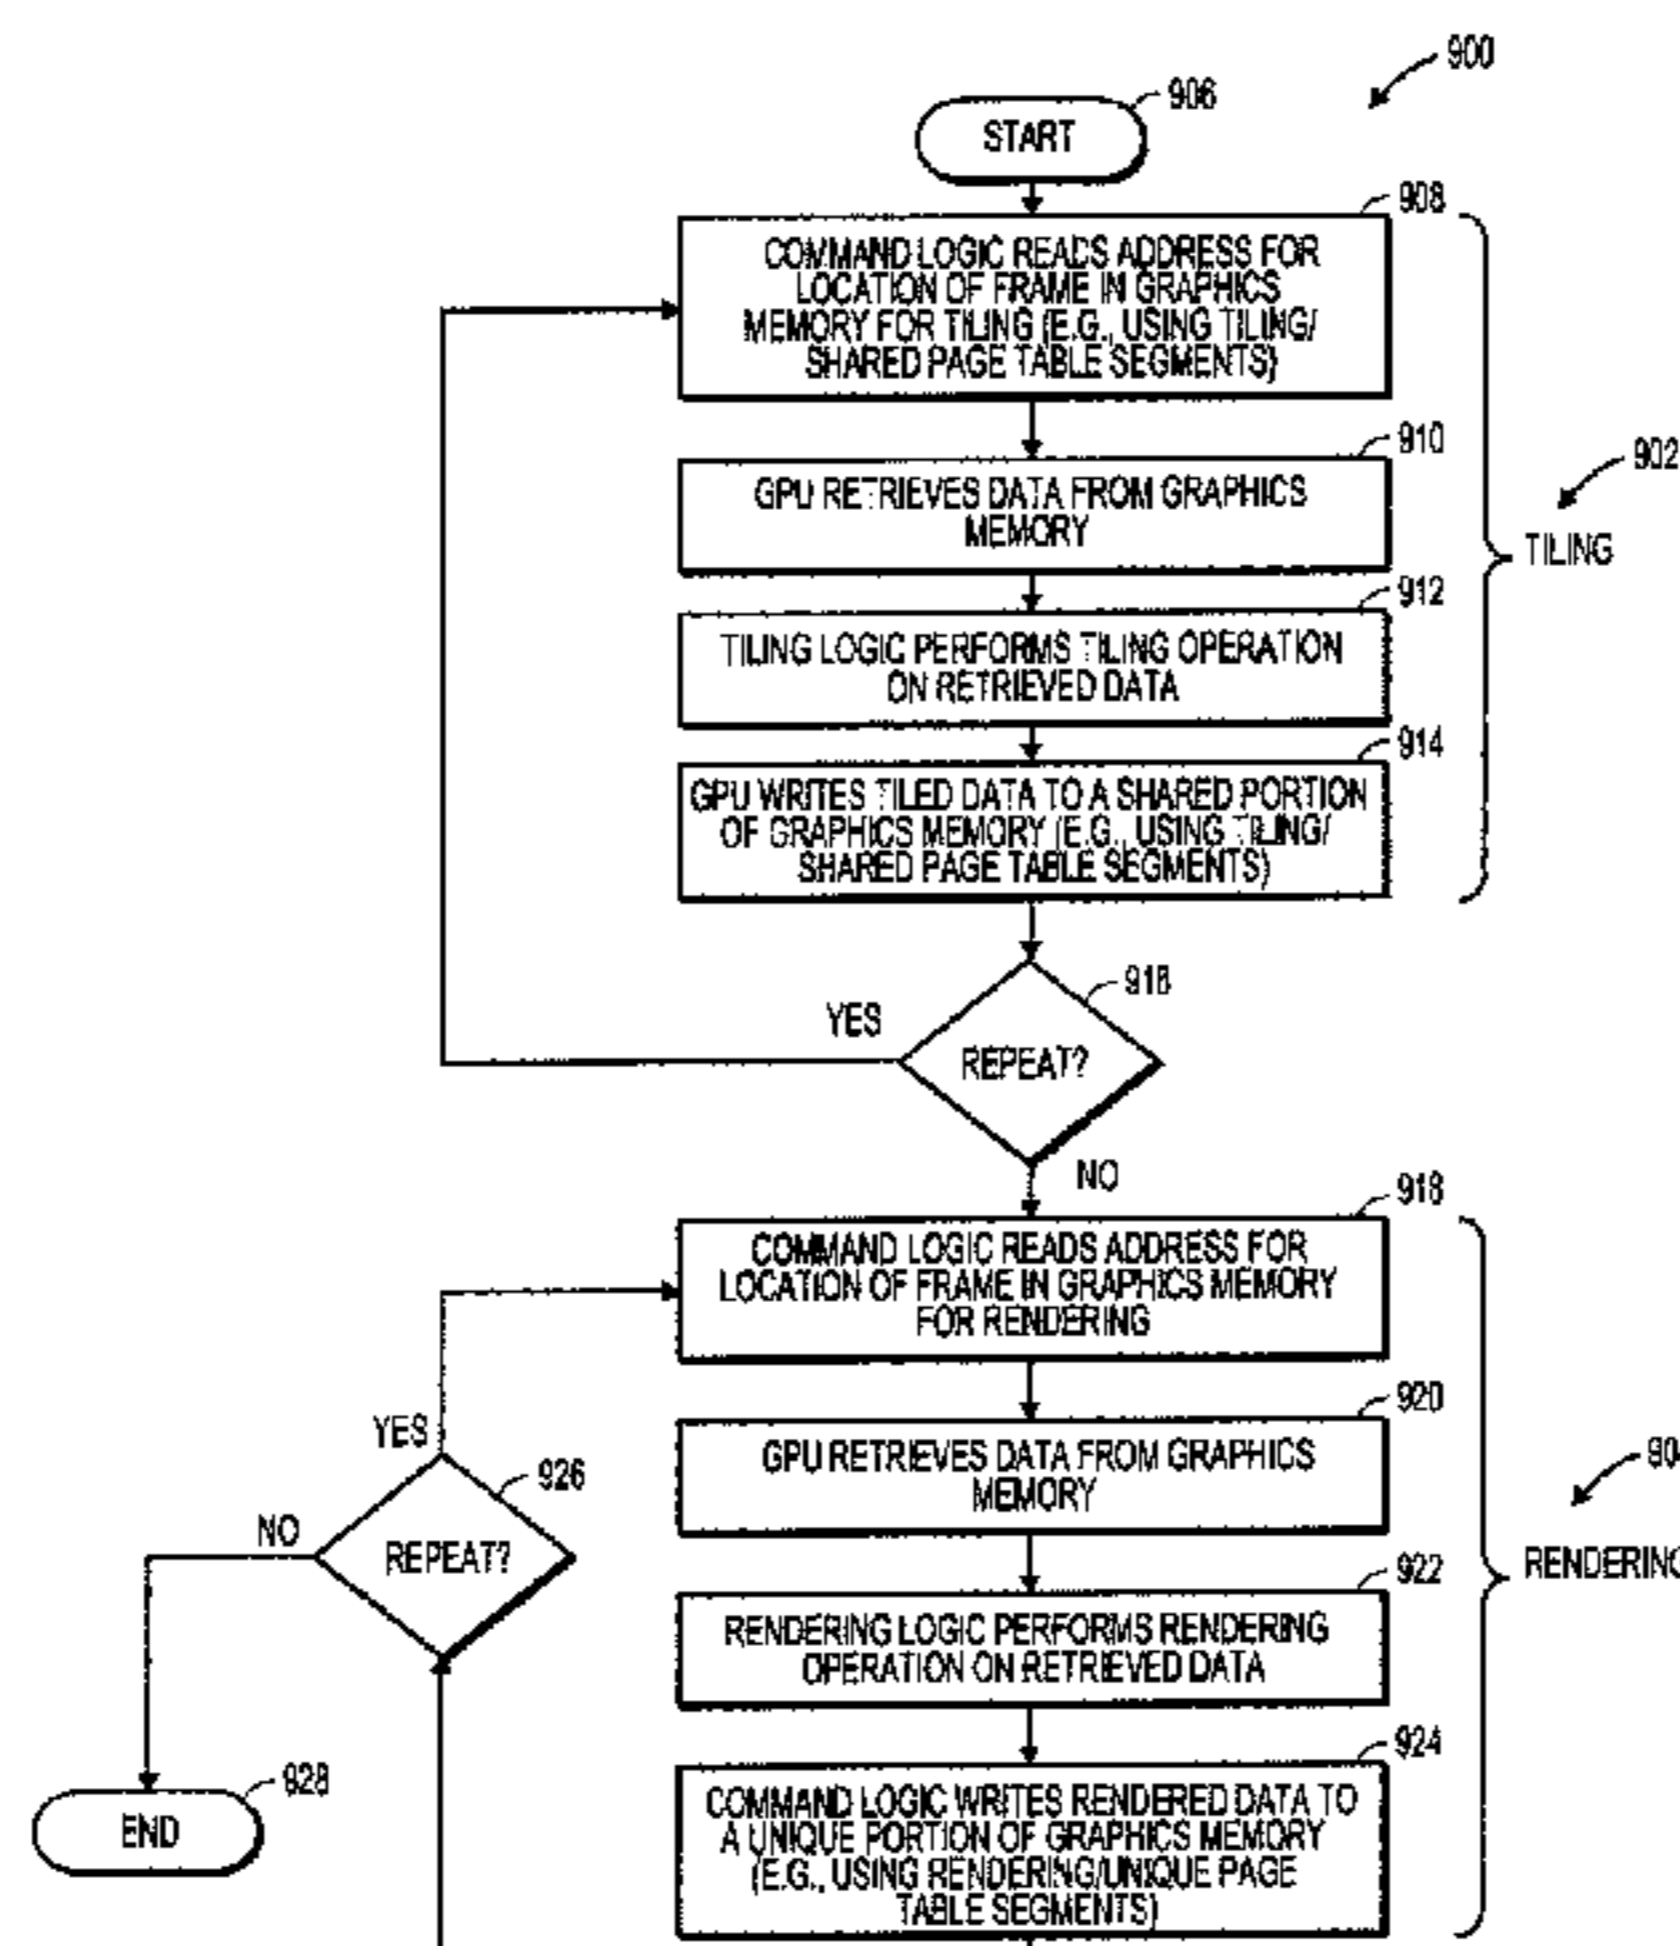 900
906
START
908
COMMAND LOGIC READS ADDRESS FOR
LOCATION OF FRAME IN GRAPHICS
MEMORY FOR TILING (E.G., USING TILING/
SHARED PAGE TABLE SEGMENTS)
910
GPU RETRIEVES DATA FROM GRAPHICS
MEMORY
902
TILING
912
TILING LOGIC PERFORMS TILING OPERATION
ON RETRIEVED DATA
914
GPU WRITES TILED DATA TO A SHARED PORTION
OF GRAPHICS MEMORY (E.G., USING TILING/
SHARED PAGE TABLE SEGMENTS)
916
YES
REPEAT?
NO
918
COMMAND LOGIC READS ADDRESS FOR
LOCATION OF FRAME IN GRAPHICS MEMORY
FOR RENDERING
920
GPU RETRIEVES DATA FROM GRAPHICS
MEMORY
90
RENDERING
922
RENDERING LOGIC PERFORMS RENDERING
OPERATION ON RETRIEVED DATA
924
COMMAND LOGIC WRITES RENDERED DATA TO
A UNIQUE PORTION OF GRAPHICS MEMORY
(E.G., USING RENDERING/UNIQUE PAGE
TABLE SEGMENTS)
YES
926
NO
REPEAT?
928
END